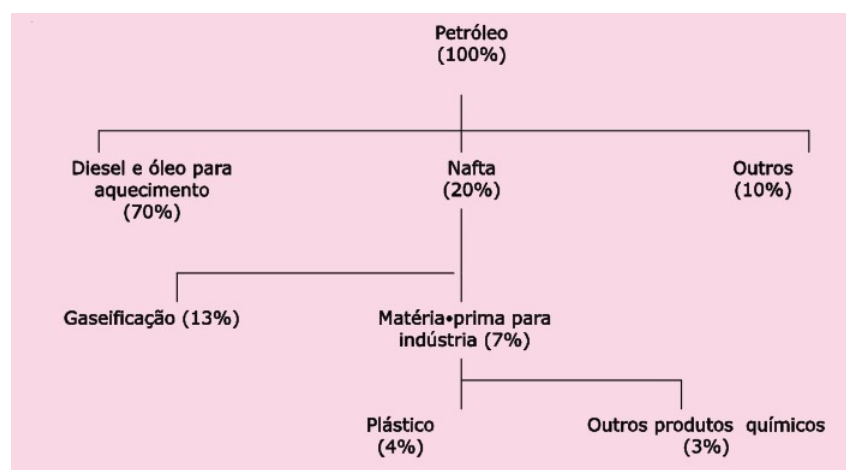 Petróleo
(100%)
Diesel e óleo para
aquecimento
(70%)
Nafta
(20%)
Outros
(10%)
Gaseificação (13%)
Matéria•prima para
indústria (7%)
Plástico
(4%)
Outros produtos químicos
(3%)